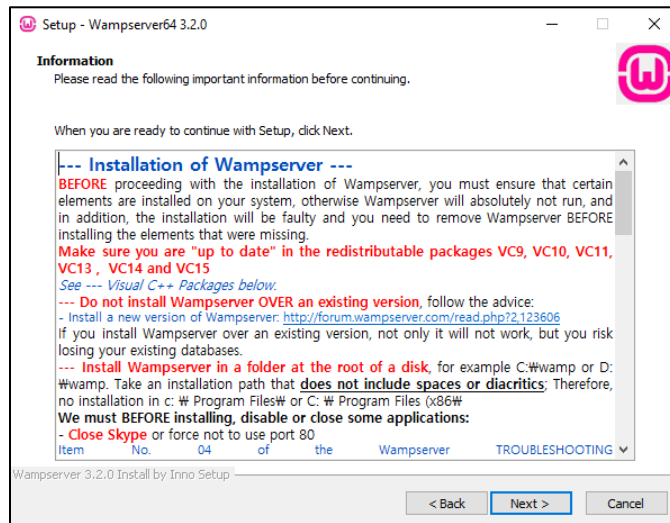 Setup - Wampserver64 3.2.0
Information
Please read the following important information before continuing.
When you are ready to continue with Setup, click Next.
--- Installation of Wampserver ---
BEFORE proceeding with the installation of Wampserver, you must ensure that certain
elements are installed on your system, otherwise Wampserver will absolutely not run, and
in addition, the installation will be faulty and you need to remove Wampserver BEFORE
installing the elements that were missing.
Make sure you are "up to date" in the redistributable packages VC9, VC10, VC11,
VC13 , VC14 and VC15
See --- Visual C++ Packages below.
--- Do not install Wampserver OVER an existing version, follow the advice:
- Install a new version of Wampserver: http://forum.wampserver.com/read.php?2,123606
If you install Wampserver over an existing version, not only it will not work, but you risk
losing your existing databases.
--- Install Wampserver in a folder at the root of a disk, for example C:₩wamp or D:
₩wamp. Take an installation path that does not include spaces or diacritics; Therefore,
no installation in c: ₩ Program Files₩ or C: ₩ Program Files (x86₩
We must BEFORE installing, disable or close some applications:
- Close Skype or force not to use port 80
Item No. 04 of the Wampserver TROUBLESHOOTING
Wampserver 3.2.0 Install by Inno Setup
< Back
Next >
Cancel